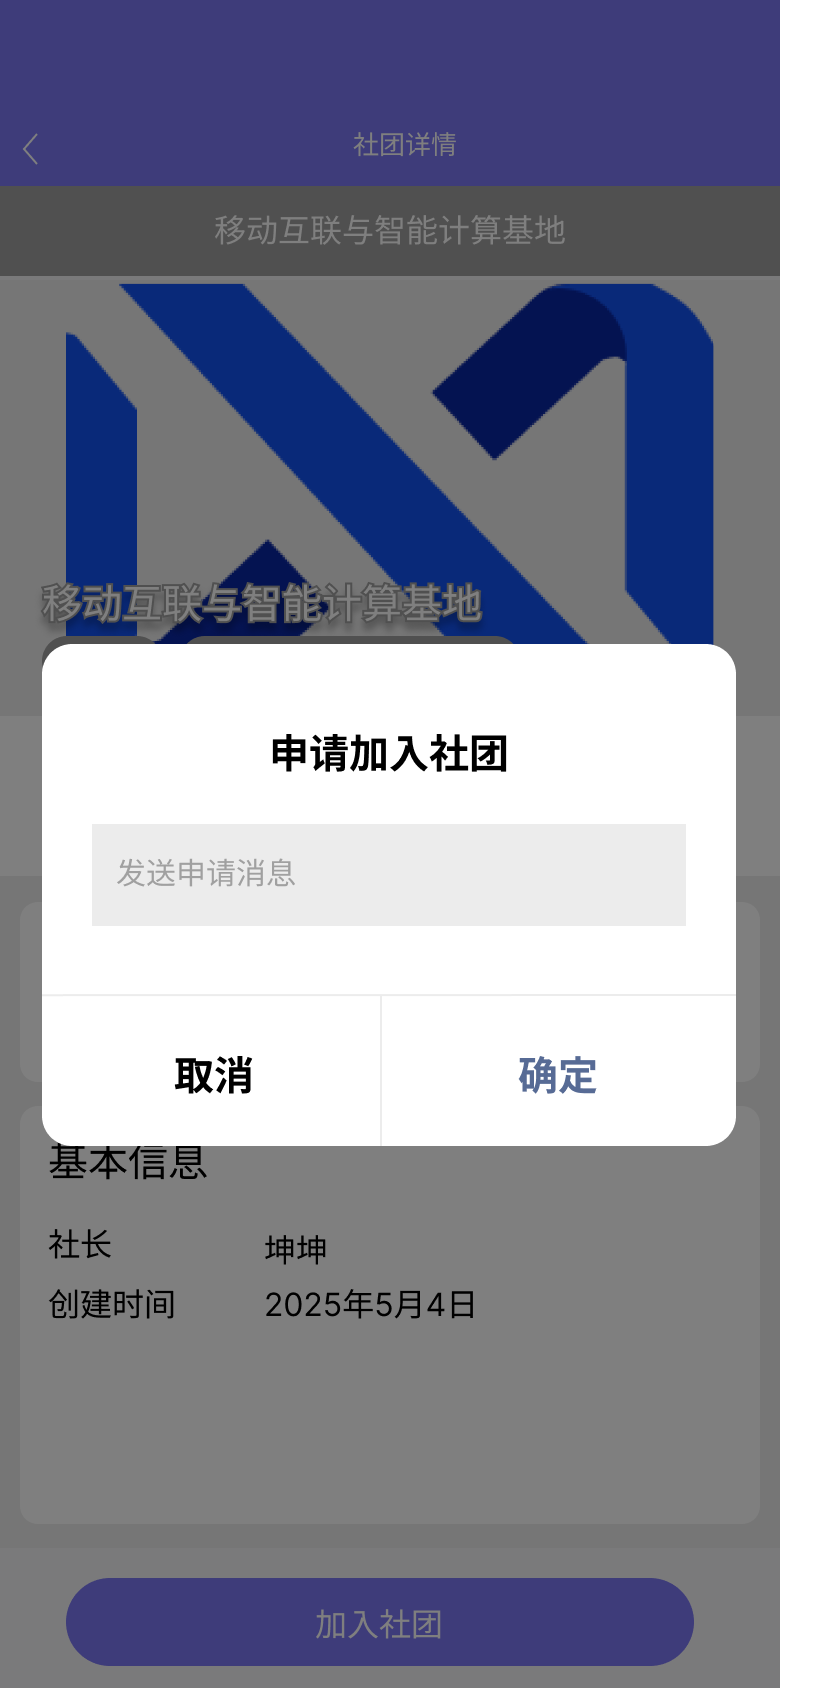 社团详情
移动互联与智能计算基地
移动互联与智能计算基地
申请加入社团
发送申请消息
取消 确定
基本信息
社长 坤坤
创建时间 2025年5月4日
加入社团